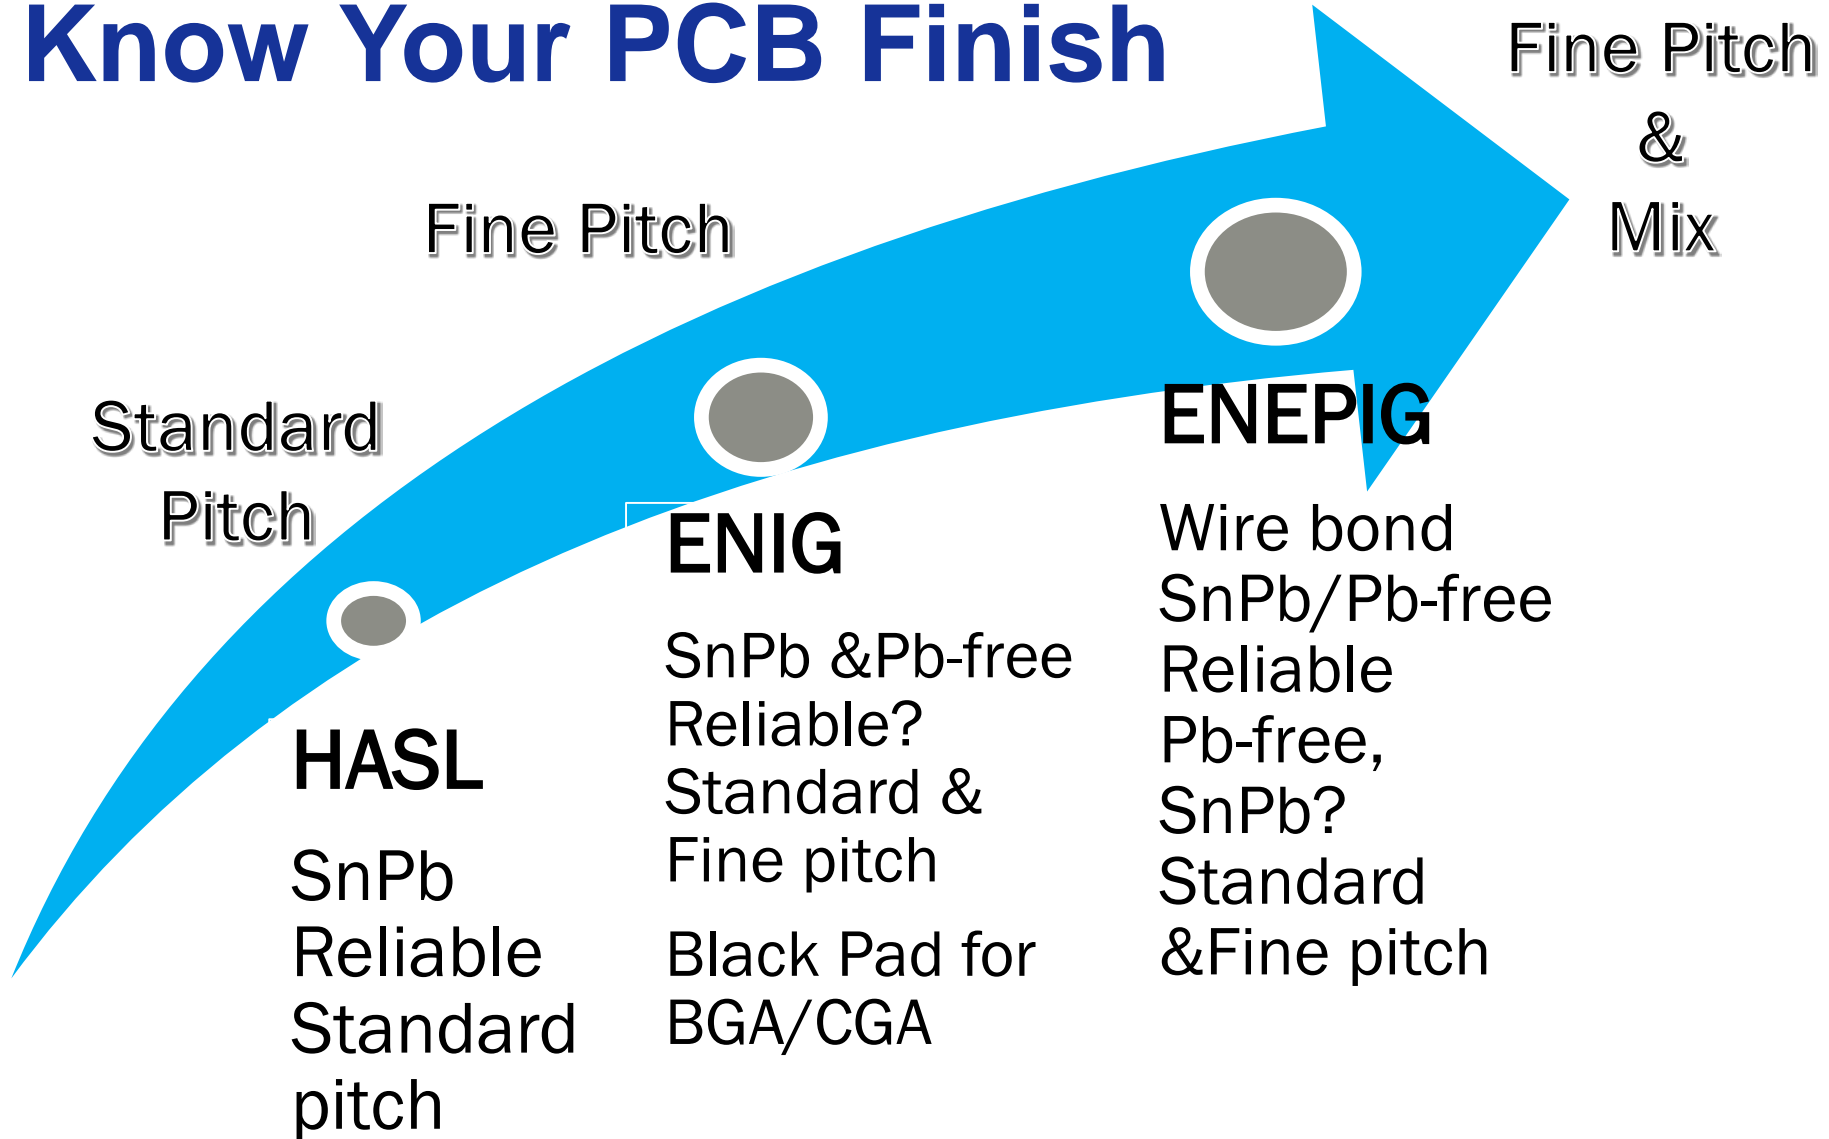 Know Your PCB Finish
Fine Pitch
&
Mix
Fine Pitch
Standard
Pitch
HASL
SnPb
Reliable
Standard
pitch
ENIG
SnPb &Pb-free
Reliable?
Standard &
Fine pitch
Black Pad for
BGA/CGA
ENEPIG
Wire bond
SnPb/Pb-free
Reliable
Pb-free,
SnPb?
Standard
&Fine pitch